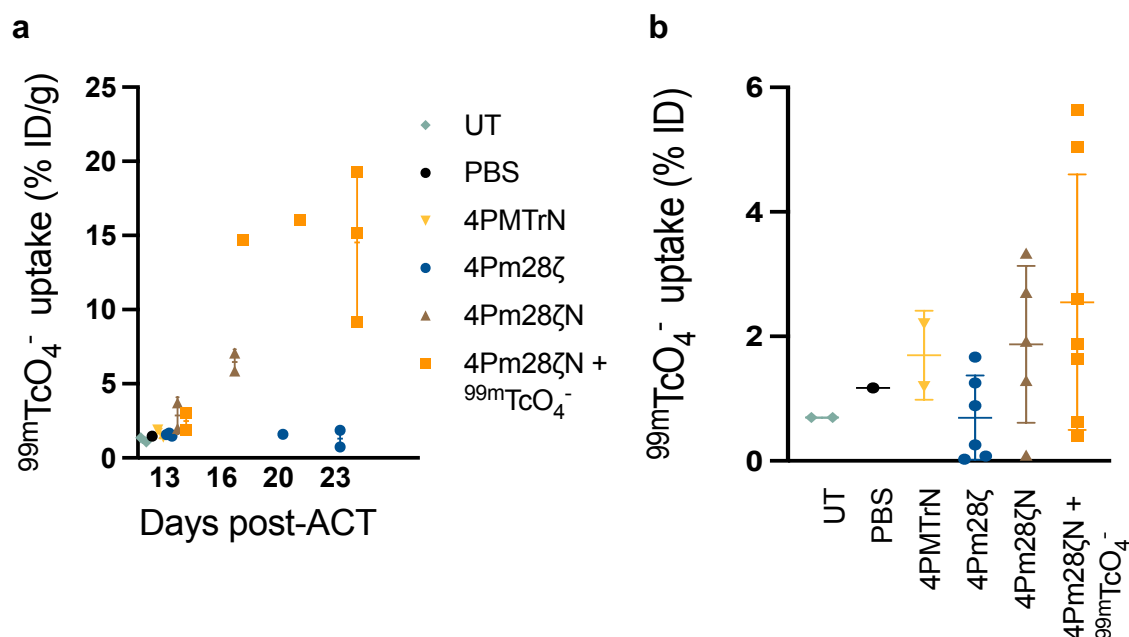 a
99mTcO4- uptake (% ID/g)
25
20
15
10
5
0
13 16 20 23
Days post-ACT
UT
PBS
4PMTrN
4Pm28ζ
4Pm28ζN
4Pm28ζN +
99mTcO4-
b
99mTcO4- uptake (% ID)
6
4
2
0
UT
PBS
4PMTrN
4Pm28ζ
4Pm28ζN
4Pm28ζN +
99mTcO4-